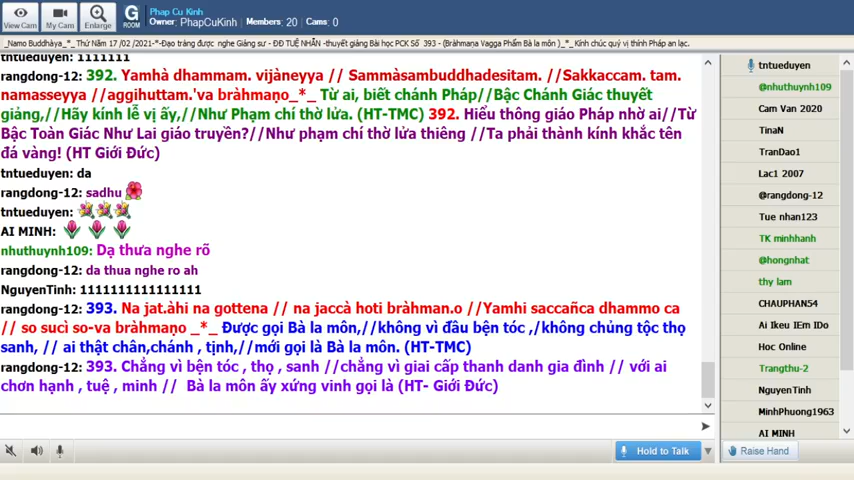 Phap Cu Kinh
Owner: PhapCuKinh Members: 20 Cams: 0
View Cam
My Cam
Enlarge
G
ROOM
_Namo Buddhàya_*_ Thứ Năm 17 /02 /2021-*-Đạo tràng được nghe Giảng sư - ĐĐ TUỆ NHÂN -thuyết giảng Bài học PCK Số 393 - (Bràhmaṇa Vagga Phẩm Bà la môn )_*_ Kính chúc quý vị thính Pháp an lạc.
tntueduyen: 1111111
rangdong-12: 392. Yamhà dhammam. vijàneyya // Sammàsambuddhadesitam. //Sakkaccam. tam.
namasseyya //aggihuttam.'va bràhmaṇo_*_ Từ ai, biết chánh Pháp//Bậc Chánh Giác thuyết
giảng,//Hãy kính lễ vị ấy,//Như Phạm chí thờ lửa. (HT-TMC) 392. Hiểu thông giáo Pháp nhờ ai//Từ
Bậc Toàn Giác Như Lai giáo truyền?//Như phạm chí thờ lửa thiêng //Ta phải thành kính khắc tên
đá vàng! (HT Giới Đức)
tntueduyen: da
rangdong-12: sadhu
tntueduyen:
AI MINH:
nhuthuynh109: Dạ thưa nghe rõ
rangdong-12: da thua nghe ro ah
NguyenTinh: 11111111111111111
rangdong-12: 393. Na jat.àhi na gottena // na jaccà hoti bràhman.o //Yamhi saccañca dhammo ca
// so sucì so-va bràhmaṇo _*_ Được gọi Bà la môn,//không vì đầu bện tóc ,/không chủng tộc thọ
sanh, // ai thật chân,chánh , tịnh,//mới gọi là Bà la môn. (HT-TMC)
rangdong-12: 393. Chẳng vì bện tóc , thọ , sanh //chẳng vì giai cấp thanh danh gia đình // với ai
chơn hạnh , tuệ , minh // Bà la môn ấy xứng vinh gọi là (HT- Giới Đức)
Hold to Talk
tntueduyen
@nhuthuynh109
Cam Van 2020
TinaN
TranDao1
Lac1 2007
@rangdong-12
Tue nhan123
TK minhhanh
@hongnhat
thy lam
CHAUPHAN54
Ai Ikeu IEm IDo
Hoc Online
Trangthu-2
NguyenTinh
MinhPhuong1963
AI MINH
Raise Hand